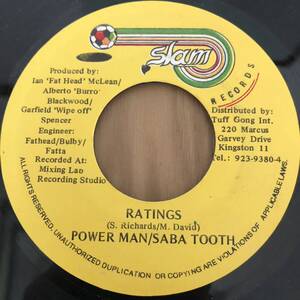 Slam
RECORDS
Produced by:
Ian 'Fat Head' McLean/
Alberto 'Burro'
Blackwood/
Garfield 'Wipe off'
Spencer
Engineer:
Fathead/Bulby/
Fatta
Recorded At:
Mixing Lab
Recording Studio
Distributed by:
Tuff Gong Int.
220 Marcus
Garvey Drive
Kingston 11
Tel.: 923-9380-4
RATINGS
(S. Richards/M. David)
POWER MAN/SABA TOOTH
ALL RIGHTS RESERVED. UNAUTHORIZED DUPLICATION OR COPYING ARE VIOLATIONS OF APPLICABLE LAWS.